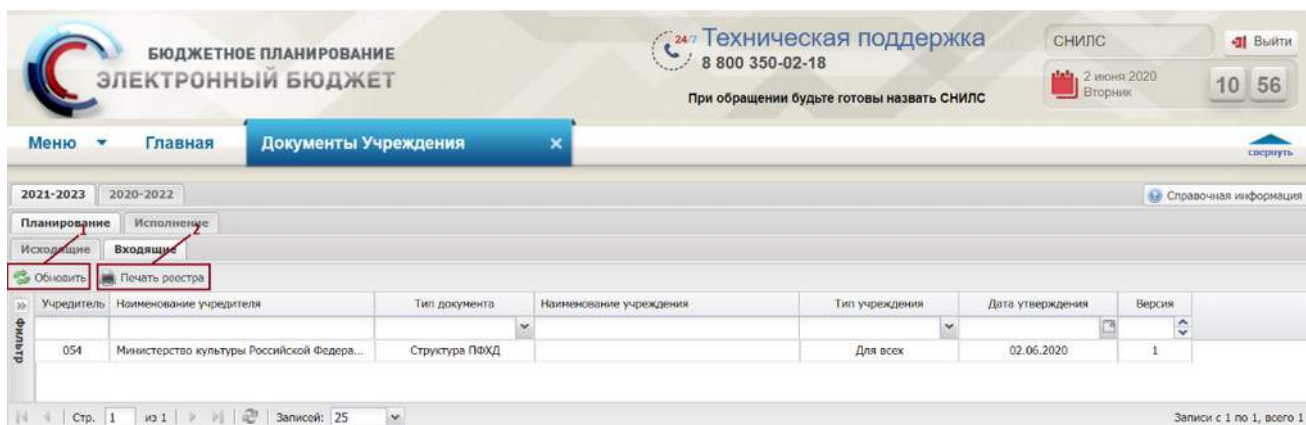 БЮДЖЕТНОЕ ПЛАНИРОВАНИЕ
ЭЛЕКТРОННЫЙ БЮДЖЕТ
24/7 Техническая поддержка
8 800 350-02-18
При обращении будьте готовы назвать СНИЛС
СНИЛС
Выйти
2 июня 2020
Вторник
10 56
Меню Главная Документы Учреждения
свернуть
2021-2023 2020-2022 Справочная информация
Планирование Исполнение
1 2
Исходящие Входящие
Обновить Печать реестра
Учредитель Наименование учредителя Тип документа Наименование учреждения Тип учреждения Дата утверждения Версия
Фильтр
054 Министерство культуры Российской Федера... Структура ПФХД Для всех 02.06.2020 1
Стр. 1 из 1 Записей: 25 Записи с 1 по 1, всего 1